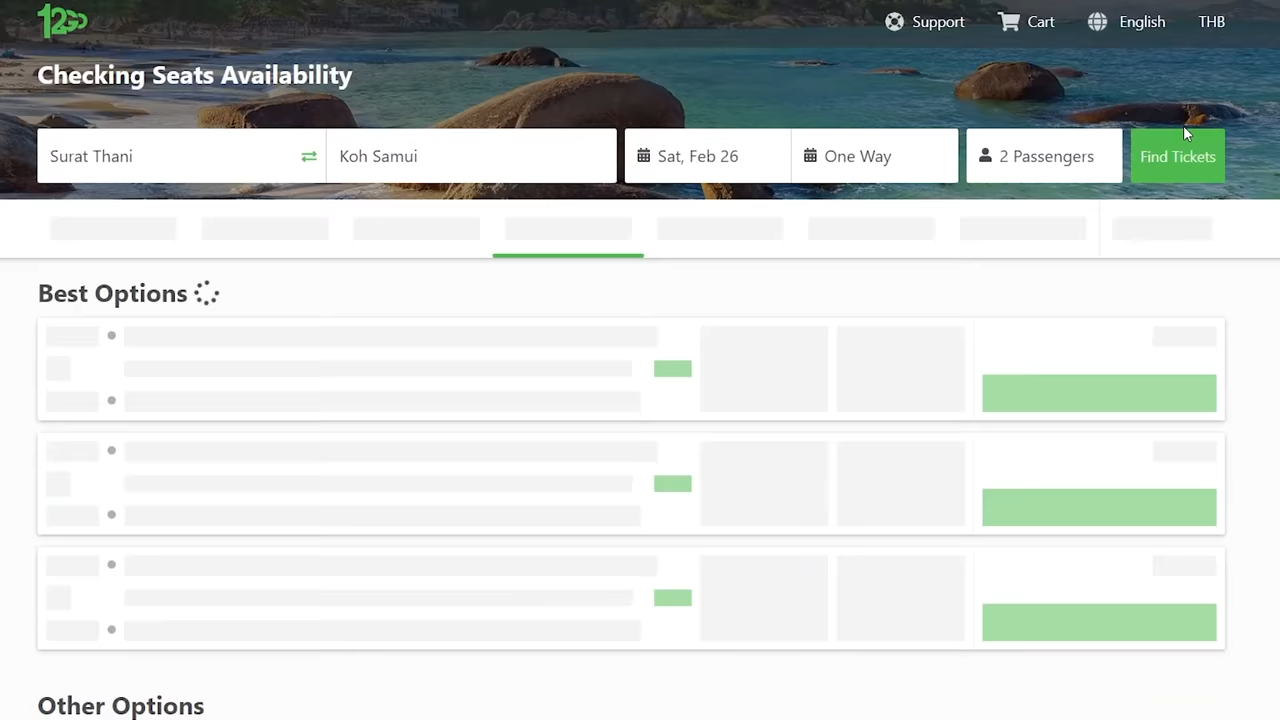 12GO
Support
Cart
English
THB
Checking Seats Availability
Surat Thani
Koh Samui
Sat, Feb 26
One Way
2 Passengers
Find Tickets
Best Options
Other Options